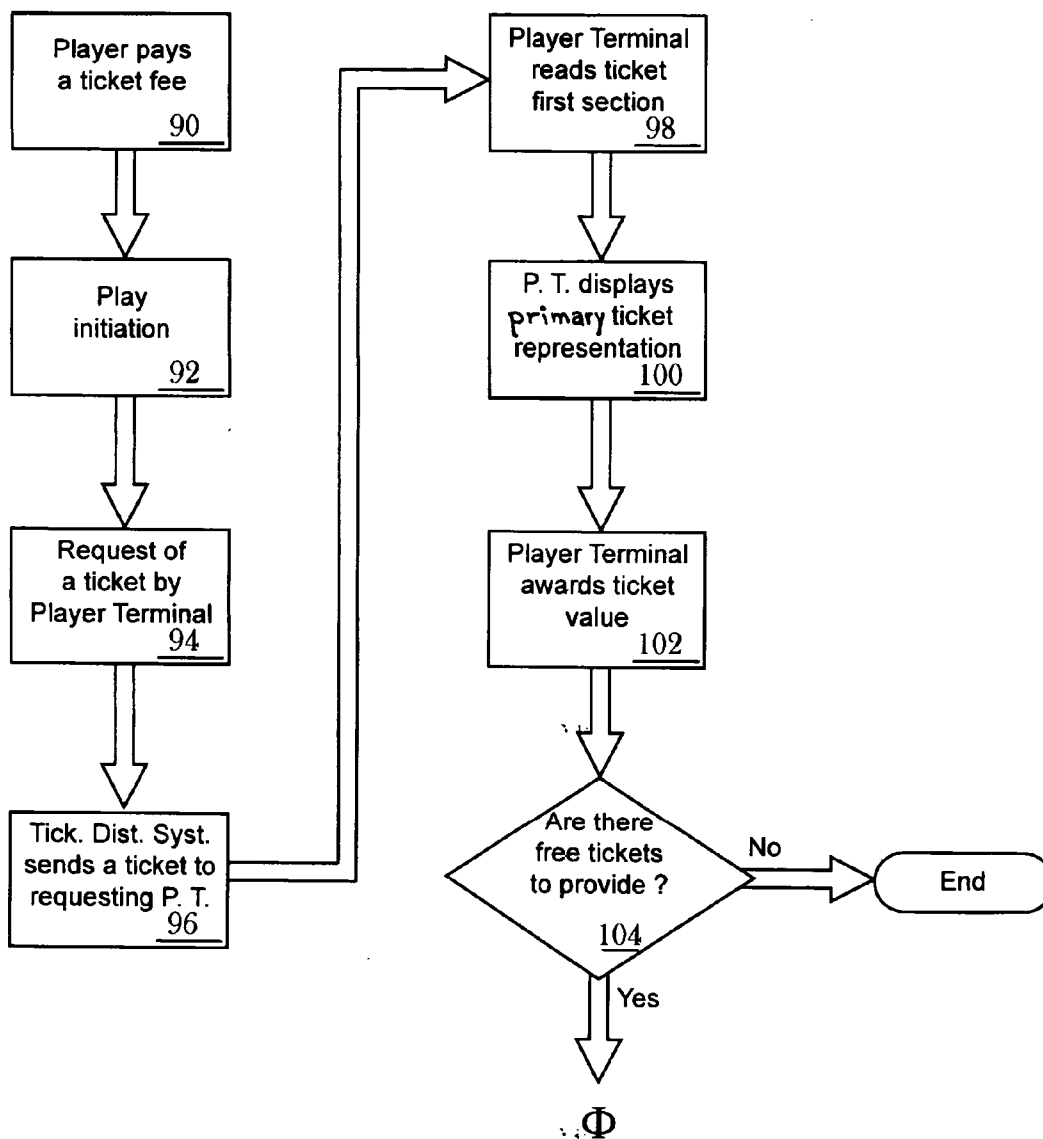 Player pays
a ticket fee
90
Play
initiation
92
Request of
a ticket by
Player Terminal
94
Tick. Dist. Syst.
sends a ticket to
requesting P. T.
96
Player Terminal
reads ticket
first section
98
P. T. displays
primary ticket
representation
100
Player Terminal
awards ticket
value
102
Are there
free tickets
to provide ?
104
No
End
Yes
Φ